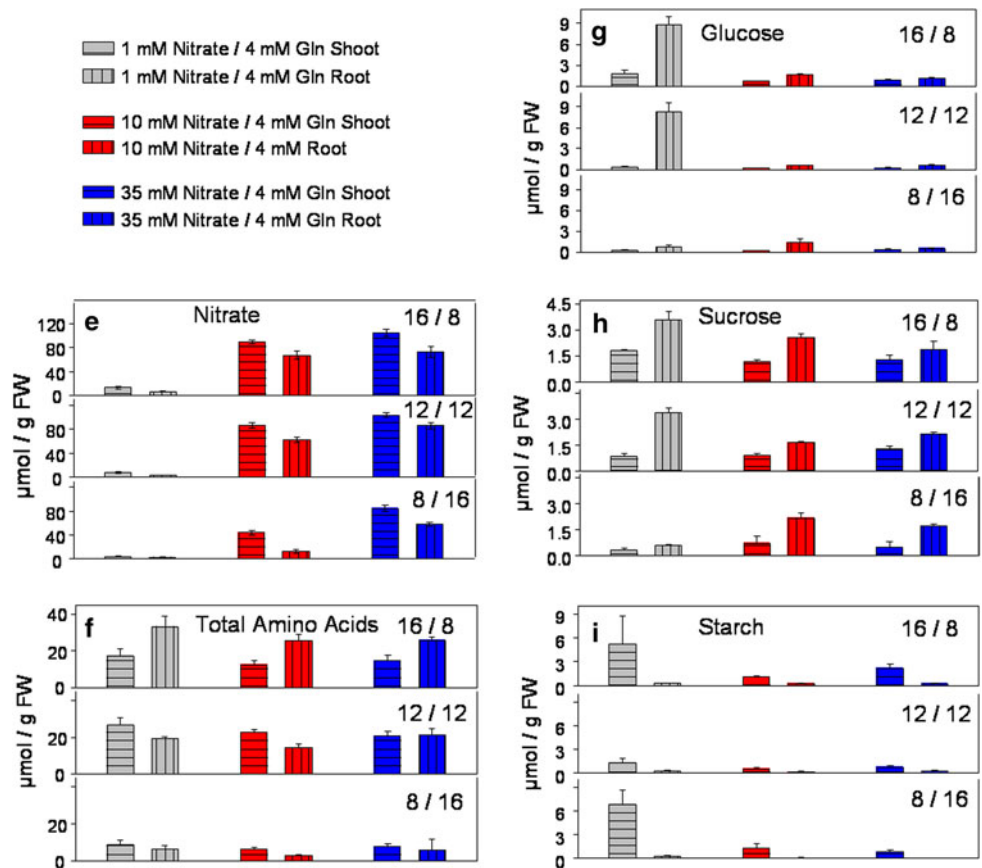 1 mM Nitrate / 4 mM Gln Shoot
1 mM Nitrate / 4 mM Gln Root
10 mM Nitrate / 4 mM Gln Shoot
10 mM Nitrate / 4 mM Root
35 mM Nitrate / 4 mM Gln Shoot
35 mM Nitrate / 4 mM Gln Root
g Glucose 16 / 8
9
6
3
0
12 / 12
9
6
3
0
8 / 16
9
6
3
0
µmol / g FW
e Nitrate 16 / 8
120
80
40
0
12 / 12
80
40
0
8 / 16
80
40
0
µmol / g FW
h Sucrose 16 / 8
4.5
3.0
1.5
0.0
12 / 12
3.0
1.5
0.0
8 / 16
3.0
1.5
0.0
µmol / g FW
f Total Amino Acids 16 / 8
40
20
0
12 / 12
20
0
8 / 16
20
0
µmol / g FW
i Starch 16 / 8
9
6
3
0
12 / 12
6
3
0
8 / 16
6
3
0
µmol / g FW